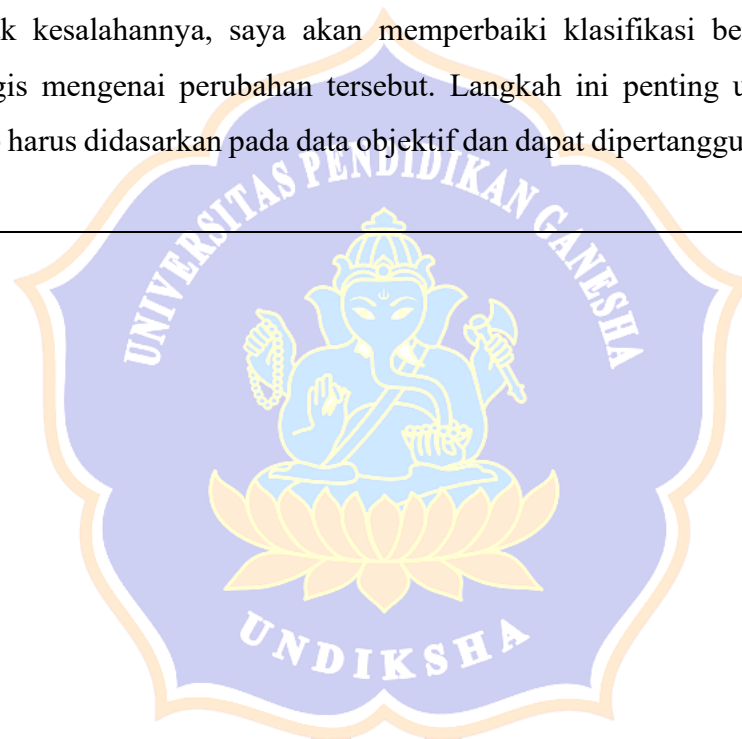 k kesalahannya, saya akan memperbaiki klasifikasi be
gis mengenai perubahan tersebut. Langkah ini penting u
harus didasarkan pada data objektif dan dapat dipertanggu
UNIVERSITAS PENDIDIKAN GANESHA
UNDIKSHA